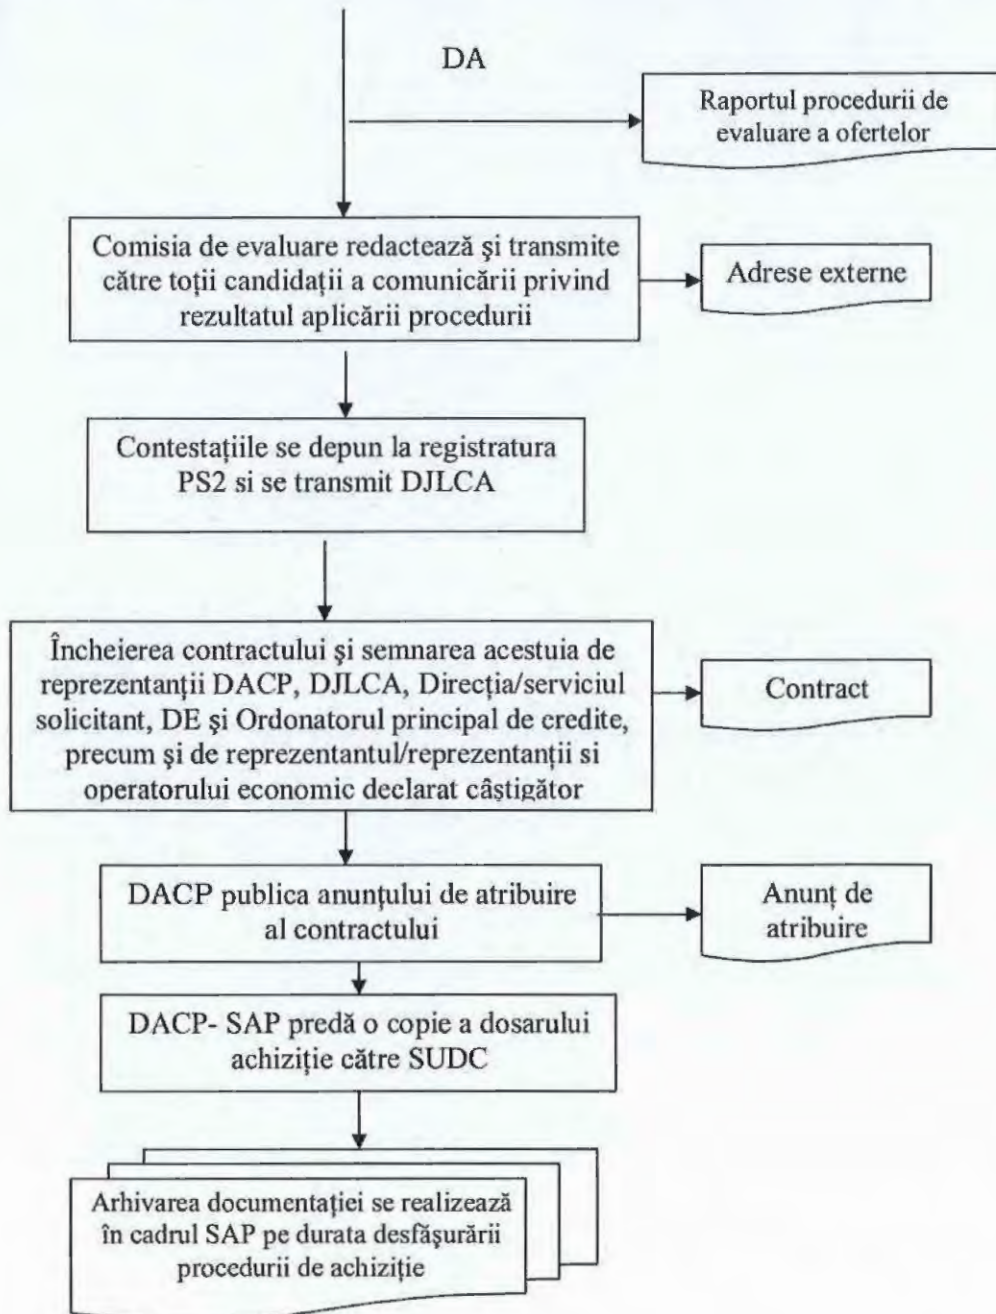 DA
Raportul procedurii de
evaluare a ofertelor
Comisia de evaluare redactează şi transmite
către toţii candidaţii a comunicării privind
rezultatul aplicării procedurii
Adrese externe
Contestaţiile se depun la registratura
PS2 si se transmit DJLCA
Încheierea contractului şi semnarea acestuia de
reprezentanţii DACP, DJLCA, Direcţia/serviciul
solicitant, DE şi Ordonatorul principal de credite,
precum şi de reprezentantul/reprezentanţii si
operatorului economic declarat câştigător
Contract
DACP publica anunţului de atribuire
al contractului
Anunţ de
atribuire
DACP- SAP predă o copie a dosarului
achiziţie către SUDC
Arhivarea documentaţiei se realizează
în cadrul SAP pe durata desfăşurării
procedurii de achiziţie